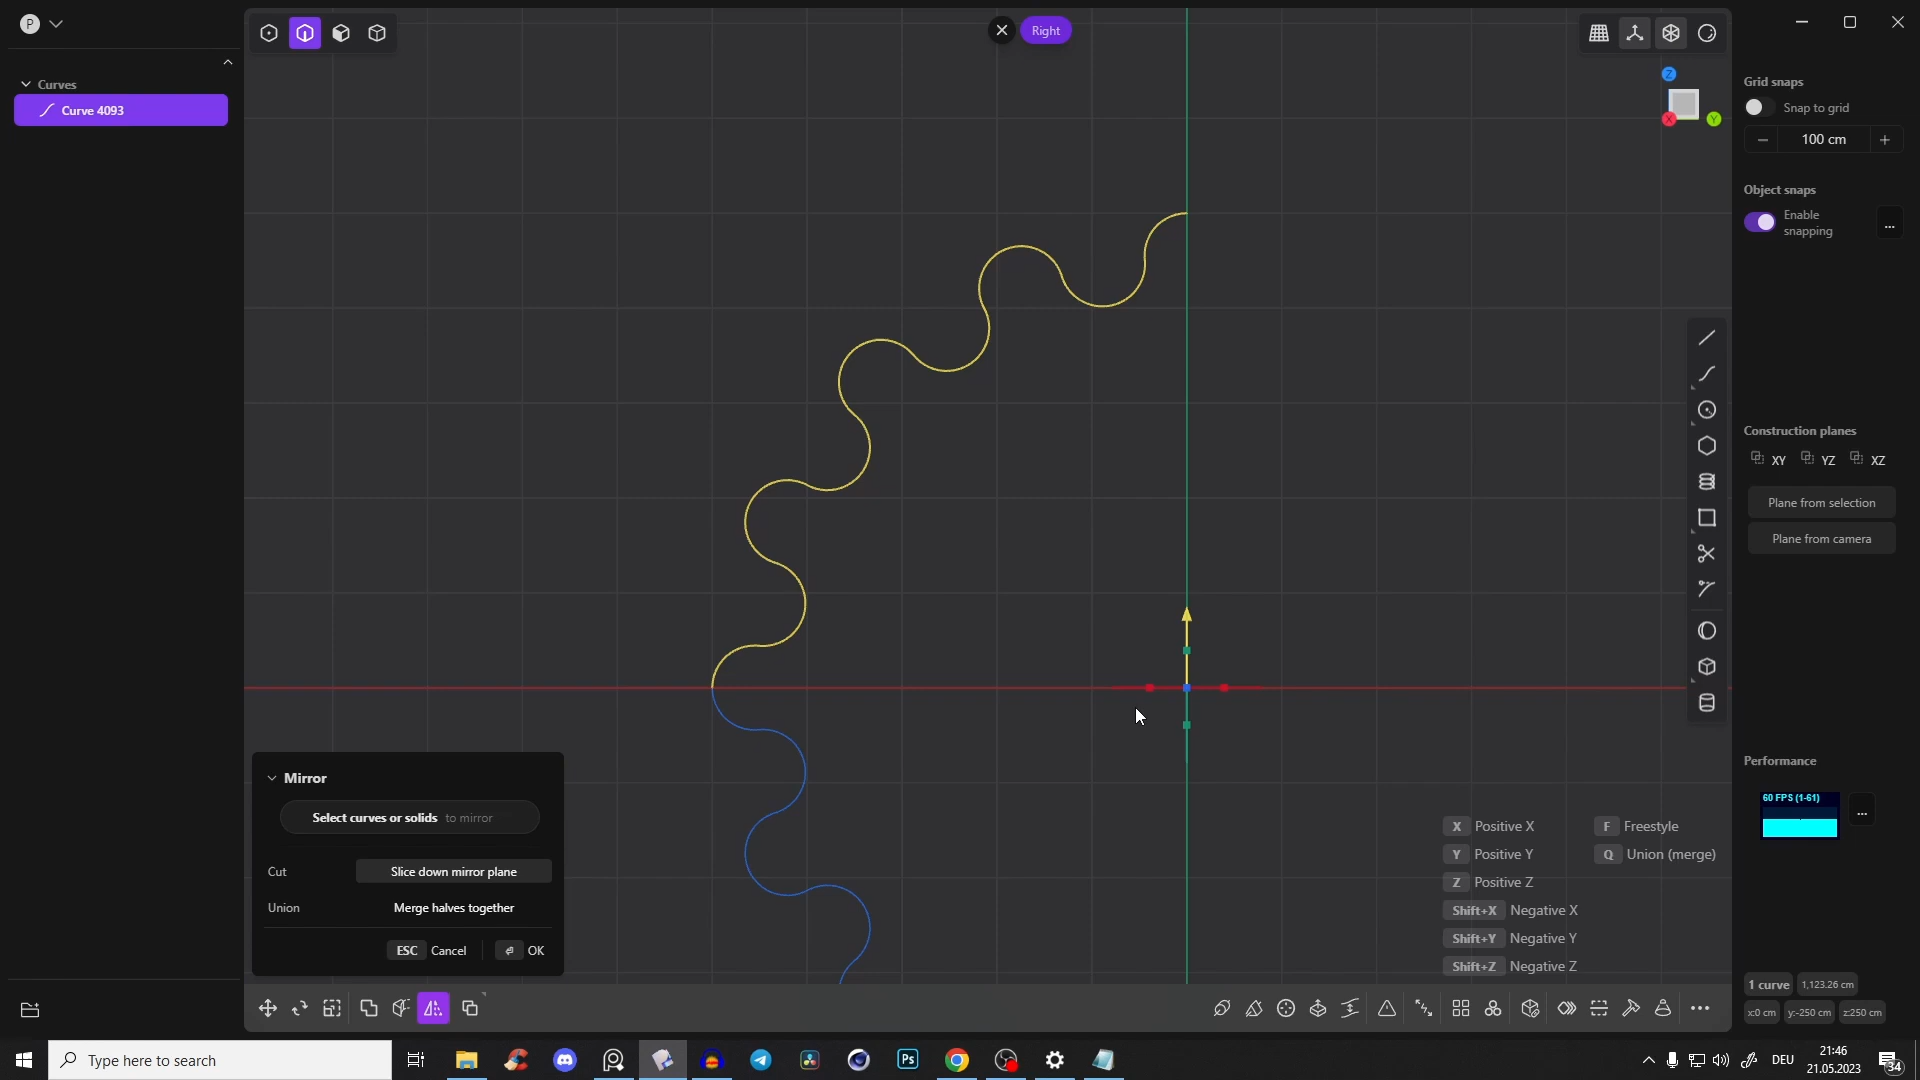 P
Right
Curves
Curve 4093
Z
X
Y
Grid snaps
Snap to grid
100 cm
Object snaps
Enable
snapping
...
Construction planes
XY YZ XZ
Plane from selection
Plane from camera
Performance
60 FPS (1-61)
...
Mirror
Select curves or solids to mirror
Cut Slice down mirror plane
Union Merge halves together
ESC Cancel OK
X Positive X F Freestyle
Y Positive Y Q Union (merge)
Z Positive Z
Shift+X Negative X
Shift+Y Negative Y
Shift+Z Negative Z
1 curve 1,123.26 cm
x:0 cm y:-250 cm z:250 cm
Type here to search
Ps
DEU
21:46
21.05.2023
34